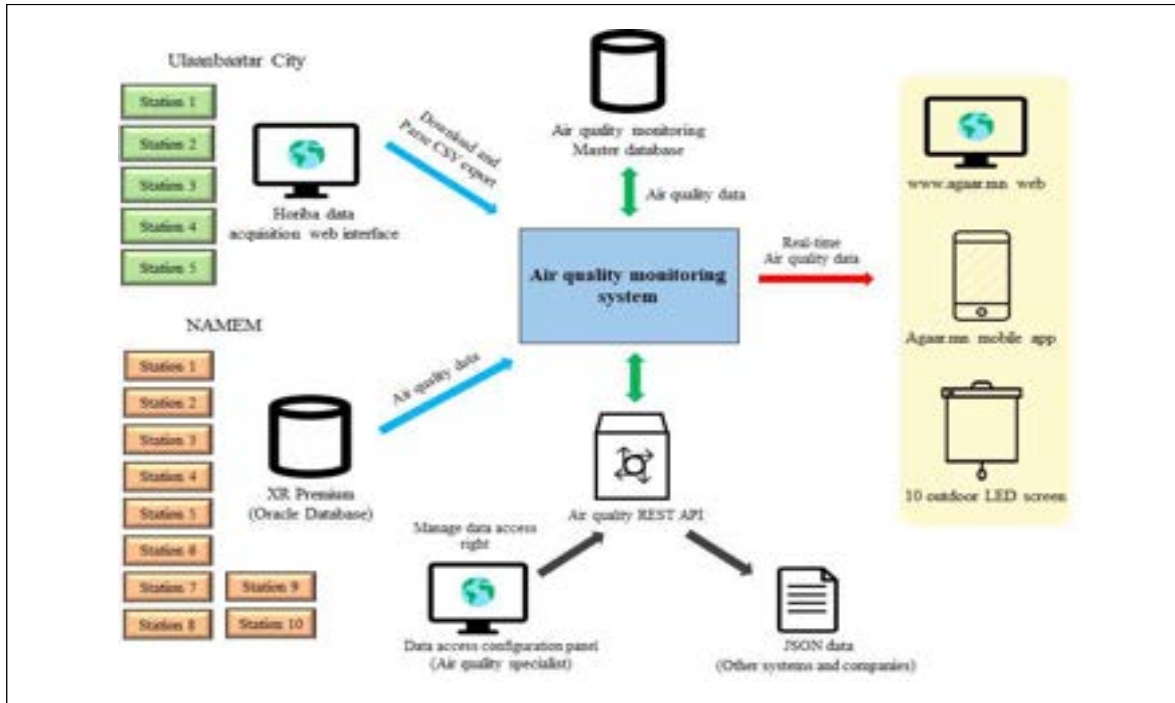 Ulaanbaatar City
Station 1
Station 2
Station 3
Station 4
Station 5
Horiba data
acquisition web interface
Download and
Parse CSV export
Air quality monitoring
Master database
Air quality data
Air quality monitoring
system
Real-time
Air quality data
www.agaar.mn web
Agaar.mn mobile app
10 outdoor LED screen
NAMEM
Station 1
Station 2
Station 3
Station 4
Station 5
Station 6
Station 7
Station 8
Station 9
Station 10
XR Premium
(Oracle Database)
Air quality data
Air quality REST API
Manage data access
right
Data access configuration panel
(Air quality specialist)
JSON data
(Other systems and companies)